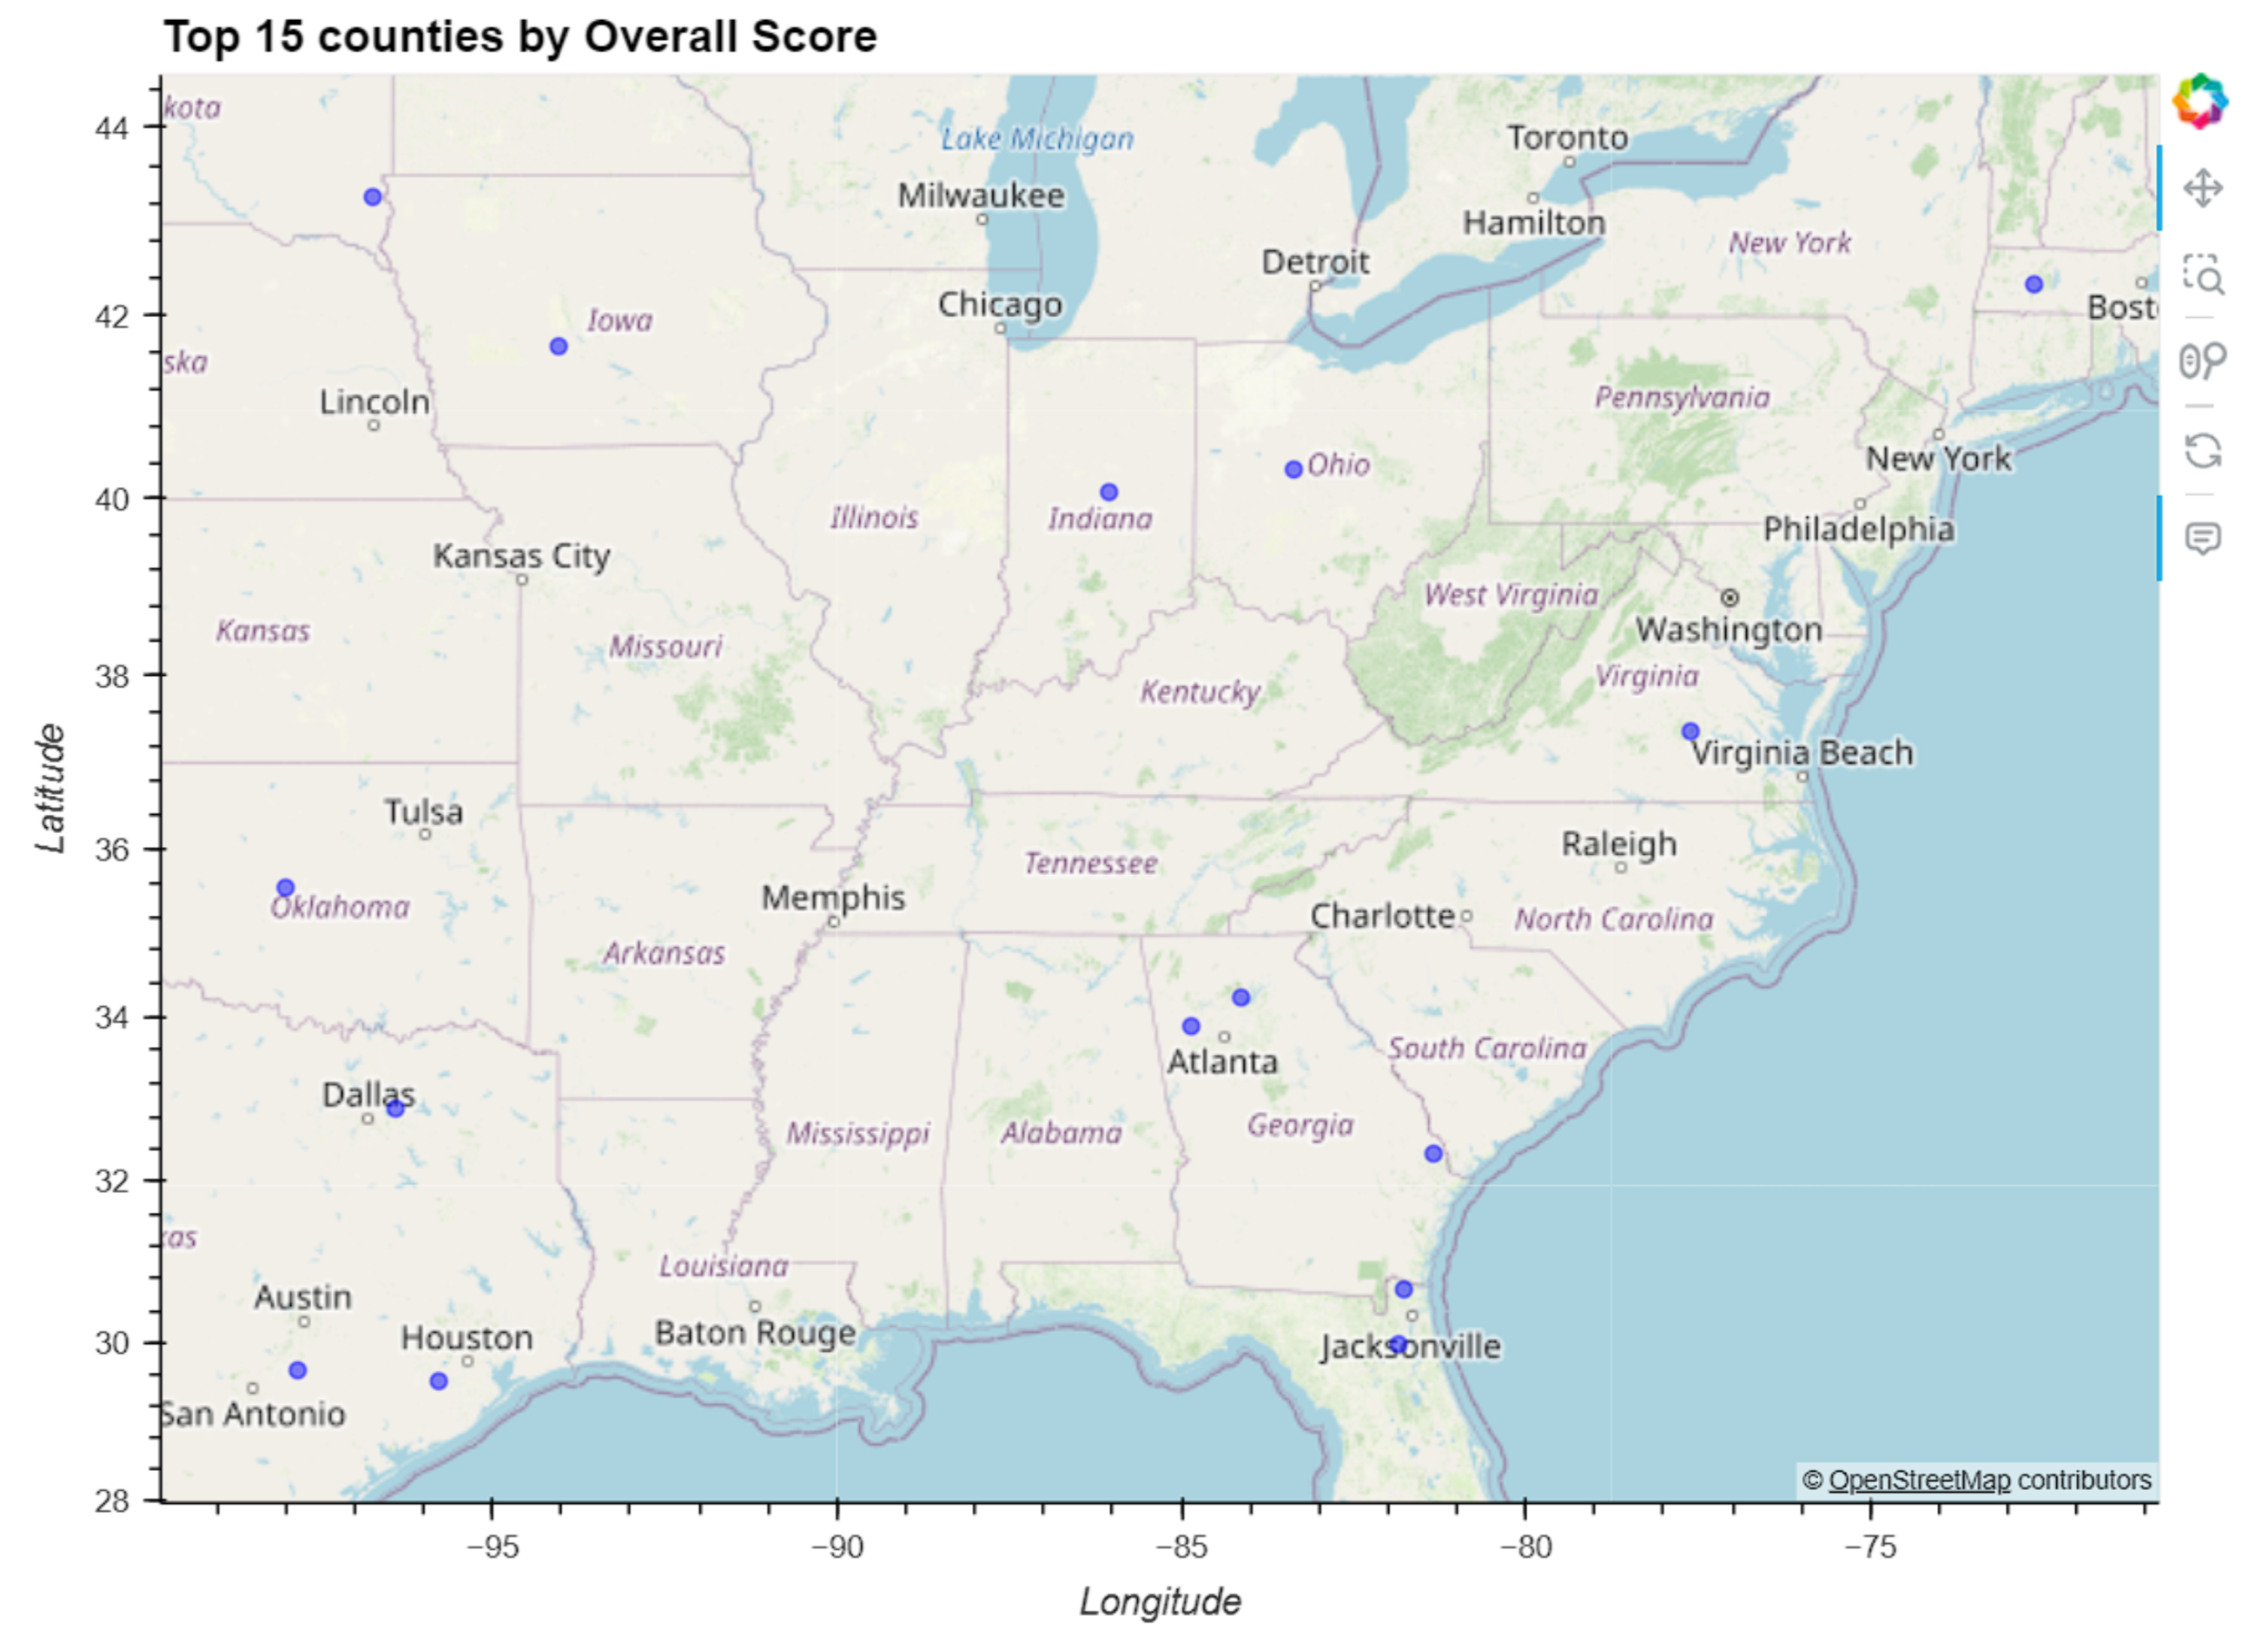 Top 15 counties by Overall Score
kota
44
Lake Michigan
Toronto
Milwaukee
Hamilton
New York
Detroit
42
Chicago
Iowa
Bost
ska
Lincoln
Pennsylvania
New York
40
Ohio
Illinois
Indiana
Philadelphia
Kansas City
West Virginia
Kansas
Missouri
Washington
38
Kentucky
Virginia
Virginia Beach
Tulsa
36
Tennessee
Raleigh
Oklahoma
Memphis
Charlotte
North Carolina
Arkansas
34
Atlanta
South Carolina
Dallas
Mississippi
Alabama
Georgia
32
xas
Louisiana
Austin
Houston
Baton Rouge
Jacksonville
30
San Antonio
28
© OpenStreetMap contributors
−95
−90
−85
−80
−75
Latitude
Longitude